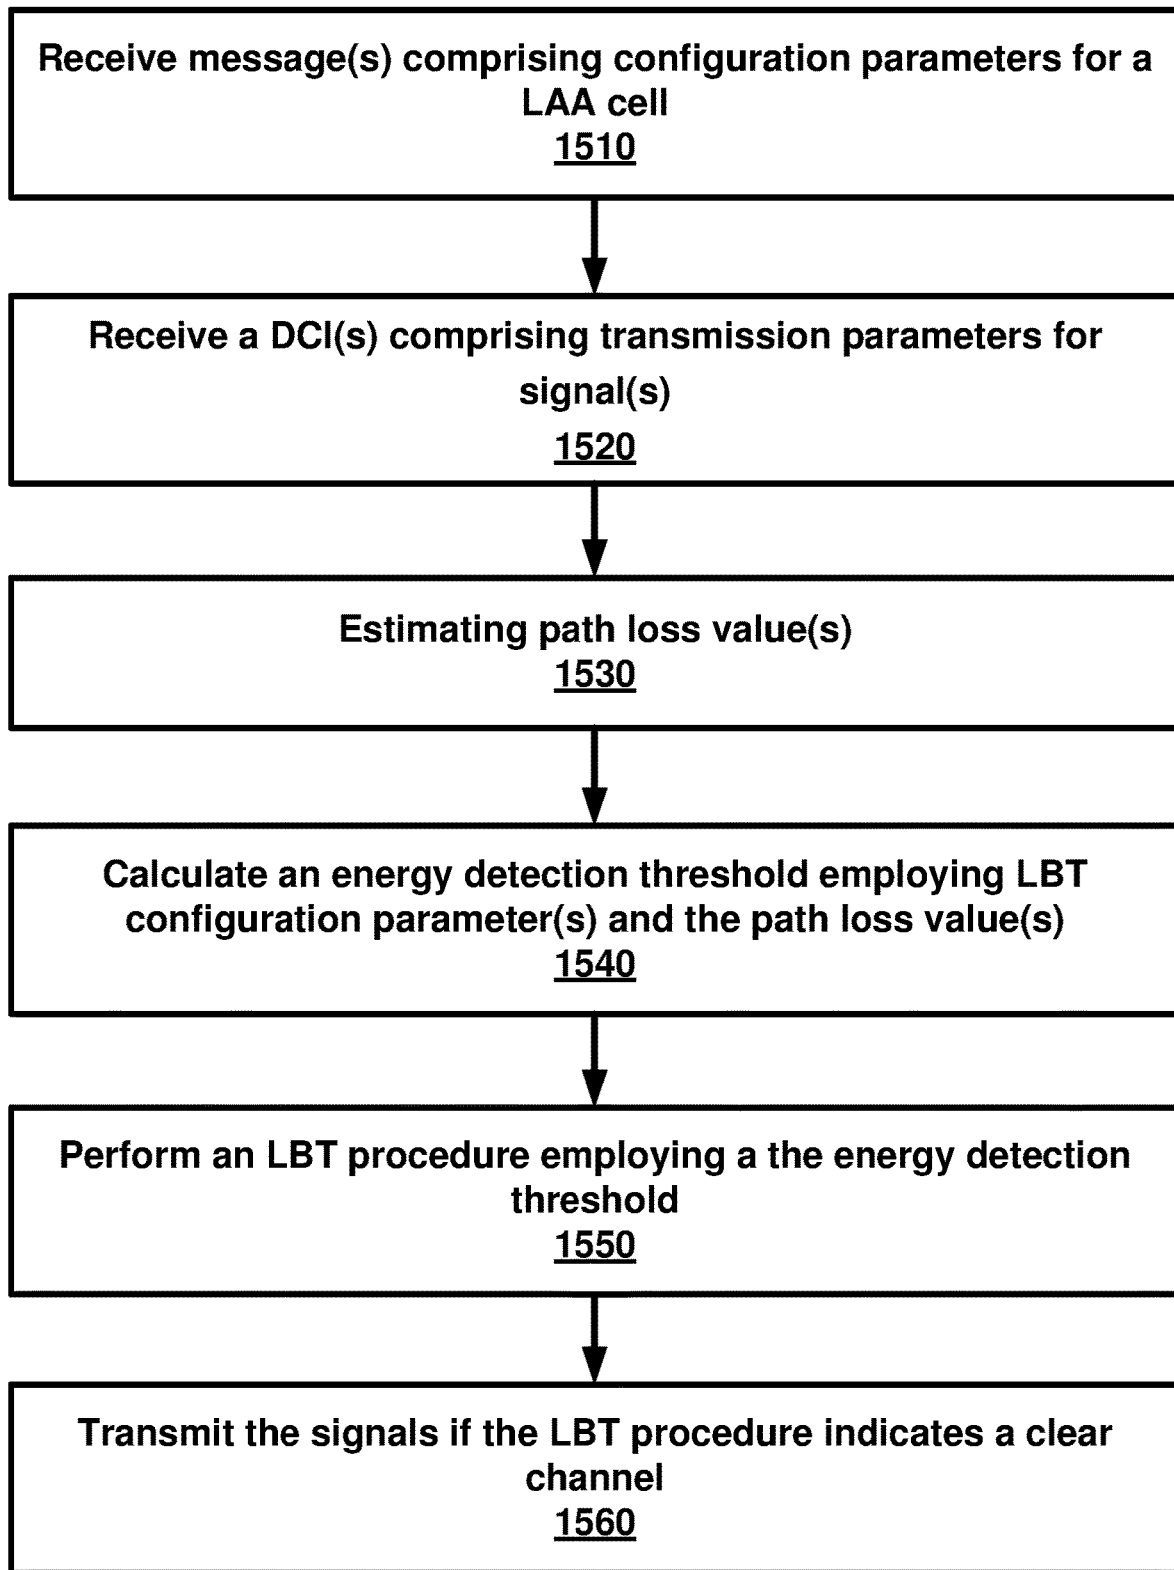 Receive message(s) comprising configuration parameters for a
LAA cell
1510
Receive a DCI(s) comprising transmission parameters for
signal(s)
1520
Estimating path loss value(s)
1530
Calculate an energy detection threshold employing LBT
configuration parameter(s) and the path loss value(s)
1540
Perform an LBT procedure employing a the energy detection
threshold
1550
Transmit the signals if the LBT procedure indicates a clear
channel
1560